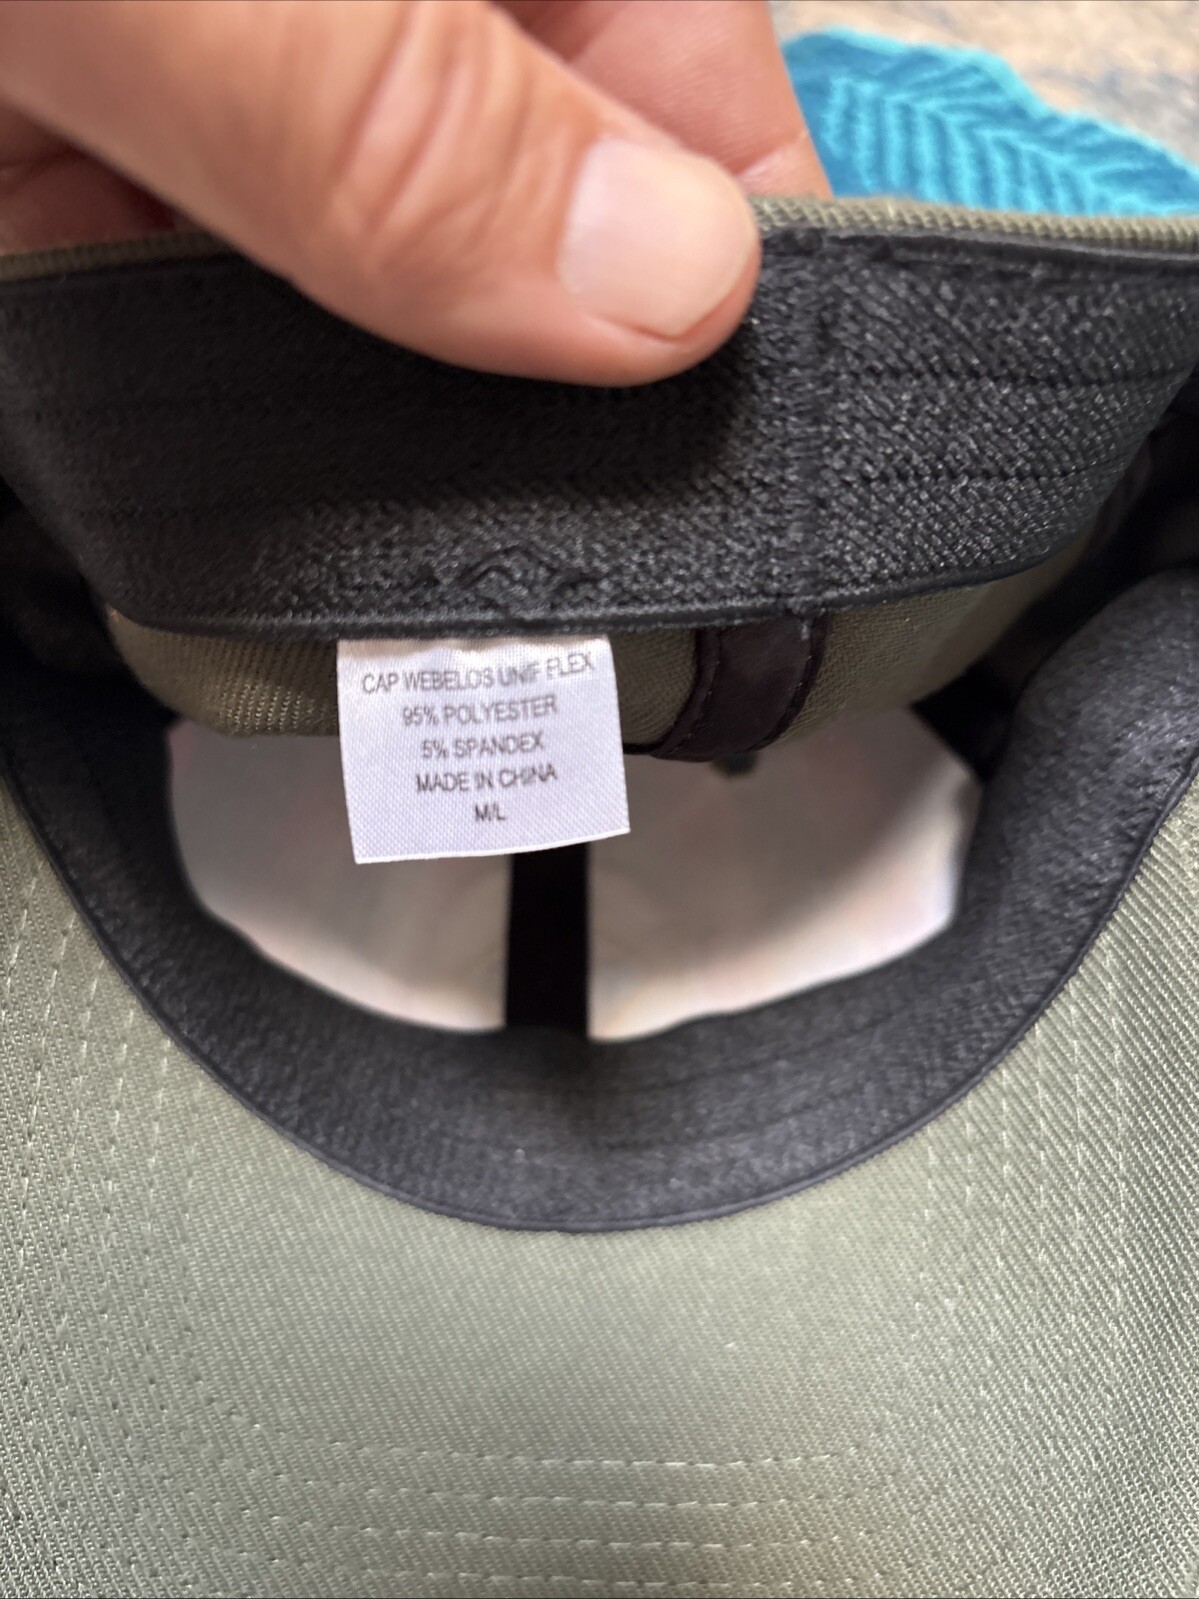 CAP WEBELOS UNIF FLEX
95% POLYESTER
5% SPANDEX
MADE IN CHINA
M/L